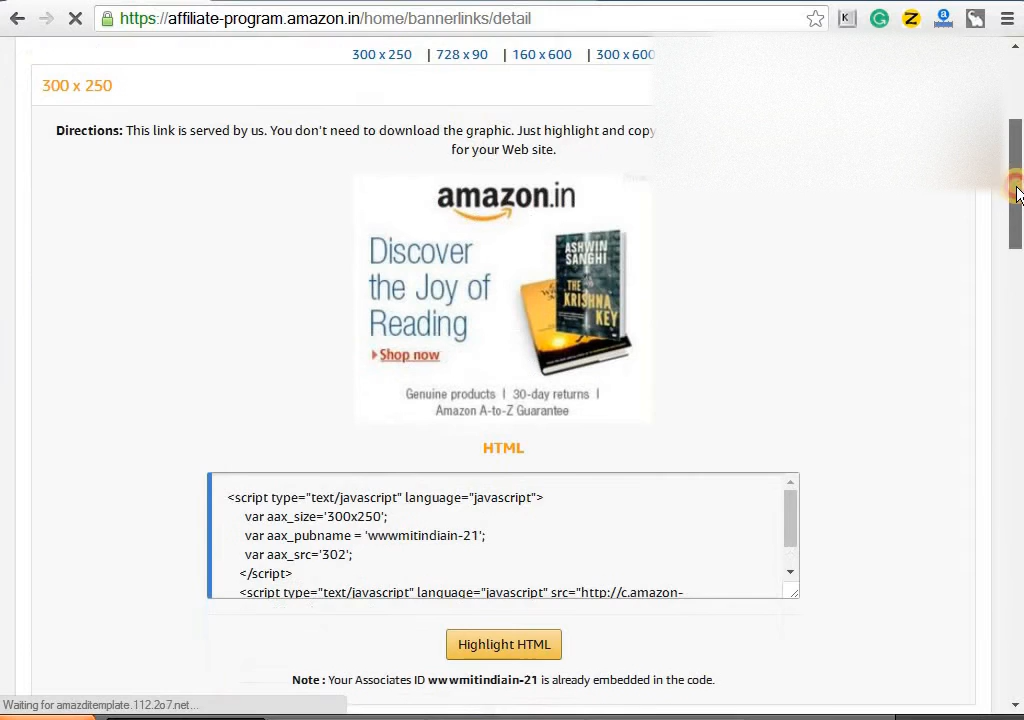 https://affiliate-program.amazon.in/home/bannerlinks/detail
300 x 250 | 728 x 90 | 160 x 600 | 300 x 600
300 x 250
Directions: This link is served by us. You don't need to download the graphic. Just highlight and copy
for your Web site.
amazon.in
Discover
the Joy of
Reading
Shop now
ASHWIN
SANGHI
THE
KRISHNA
KEY
Genuine products | 30-day returns |
Amazon A-to-Z Guarantee
HTML
<script type="text/javascript" language="javascript">
var aax_size='300x250';
var aax_pubname = 'wwwmitindiain-21';
var aax_src='302';
</script>
<script type="text/javascript" language="javascript" src="http://c.amazon-
Highlight HTML
Note : Your Associates ID wwwmitindiain-21 is already embedded in the code.
Waiting for amazditemplate.112.2o7.net...